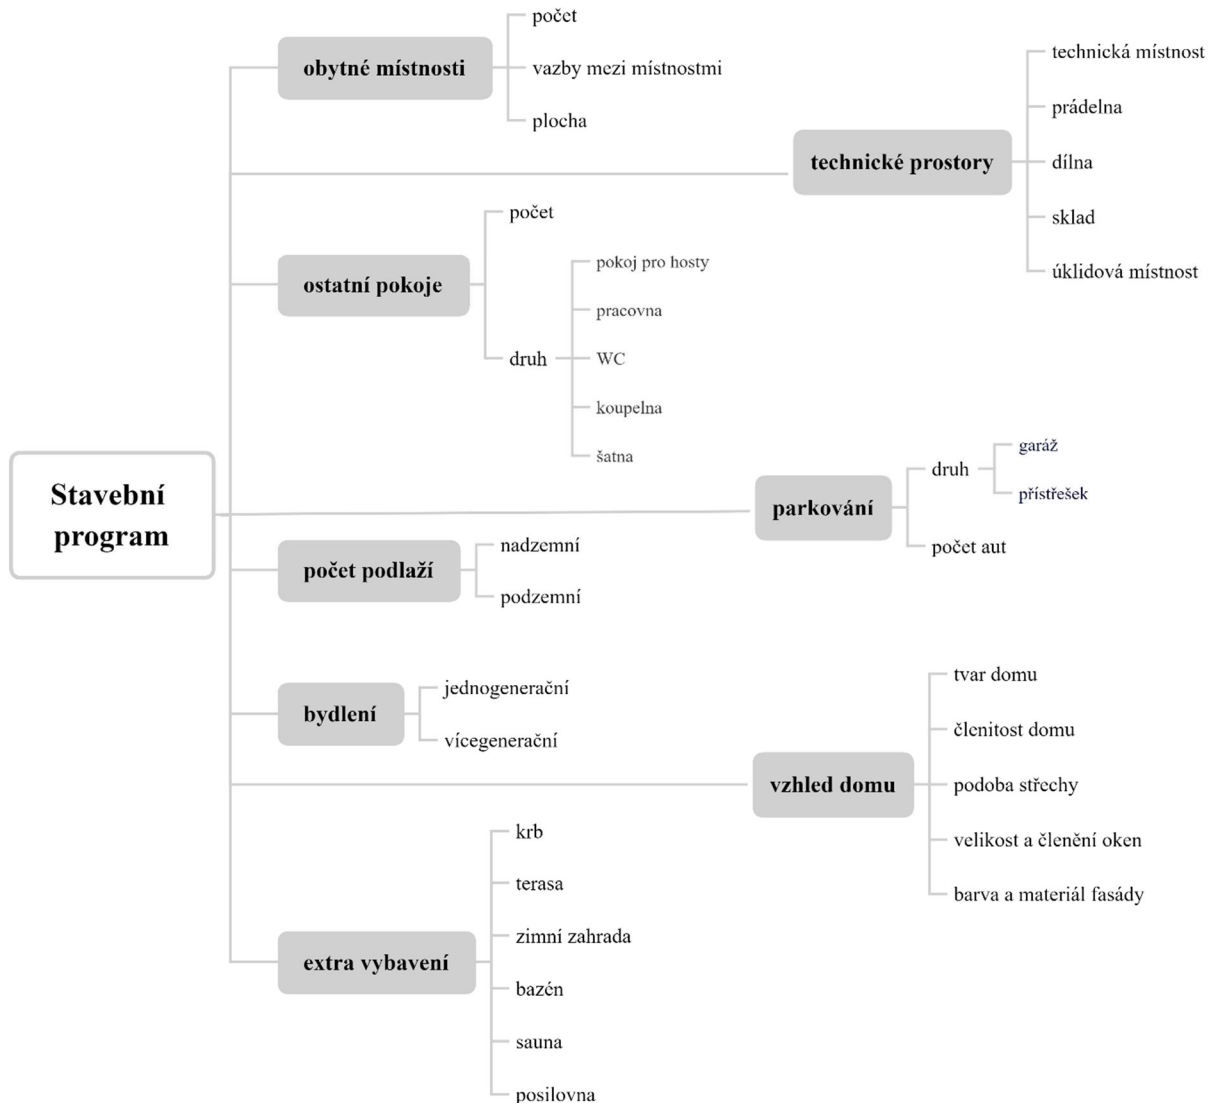 Stavební
program
obytné místnosti
počet
vazby mezi místnostmi
plocha
technické prostory
technická místnost
prádelna
dílna
sklad
úklidová místnost
ostatní pokoje
počet
druh
pokoj pro hosty
pracovna
WC
koupelna
šatna
parkování
druh
garáž
přístřešek
počet aut
počet podlaží
nadzemní
podzemní
bydlení
jednogenerační
vícegenerační
vzhled domu
tvar domu
členitost domu
podoba střechy
velikost a členění oken
barva a materiál fasády
extra vybavení
krb
terasa
zimní zahrada
bazén
sauna
posilovna